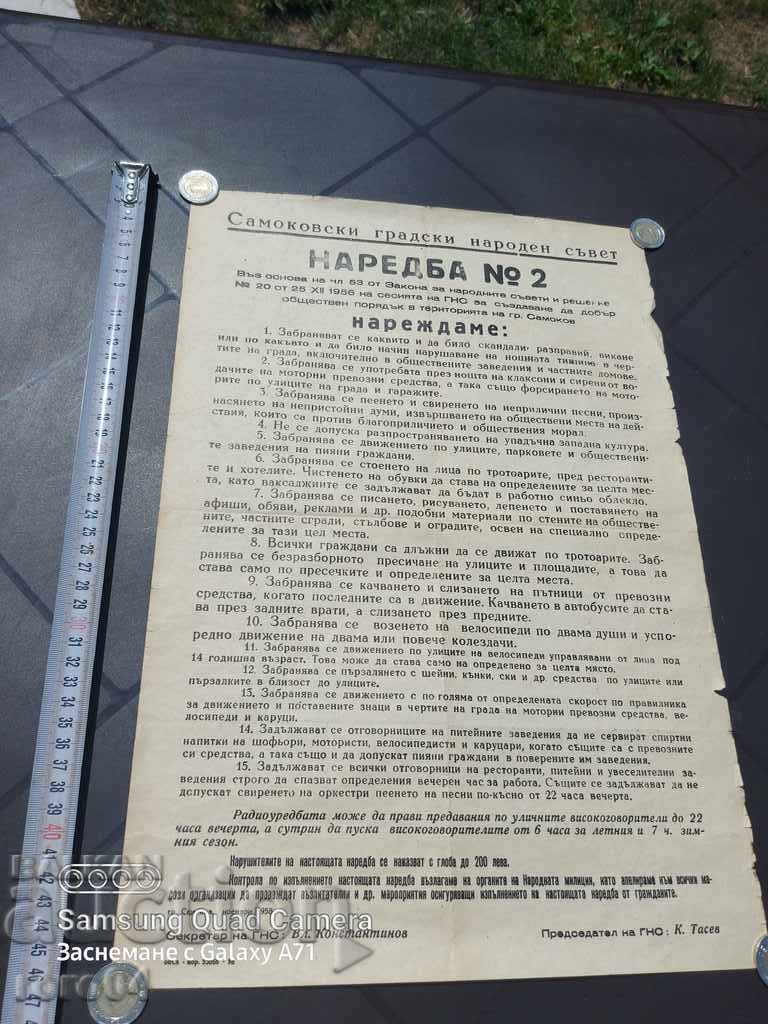 Самоковски градски народен съвет
НАРЕДБА № 2
Въз основа на чл 53 от Закона за народните съвети и решение
№ 20 от 25 XII 1956 на сесията на ГНС за създаване да добър
обществен порядък в територията на гр. Самоков
нареждаме:
1. Забраняват се каквито и да било скандали разправий, викане
или по какъвто и да било начин нарушаване на нощната тишина в чер-
тите на града, включително в обществените заведения и частните домове.
2. Забранява се употребата през нощта на клаксони и сирени от во-
дачите на моторни превозни средства, а така също форсирането на мото-
рите по улиците на града и гаражите.
3. Забранява се пеенето и свиренето на неприлични песни, произ-
насянето на непристойни думи, извършването на обществени места на дей-
ствия, които са против благоприличието и обществения морал.
4. Не се допуска разпространяването на упадъчна западна култура.
5. Забранява се движението по улиците, парковете и обществени-
те заведения на пияни граждани.
6. Забранява се стоенето на лица по тротоарите, пред ресторанти-
те и хотелите. Чистенето на обувки да става на определените за целта мес-
та, като ваксаджиите се задължават да бъдат в работно синьо облекло.
7. Забранява се писането, рисуването, лепенето и поставянето на
афиши, обяви, реклами и др. подобни материали по стените на обществе-
ните, частните сгради, стълбове и оградите, освен на специално опреде-
лените за тази цел места.
8. Всички граждани са длъжни да се движат по тротоарите. Заб-
ранява се безразборното пресичане на улиците и площадите, а това да
става само по пресечките и определените за целта места.
9. Забранява се качването и слизането на пътници от превозни
средства, когато последните са в движение. Качването в автобусите да ста-
ва през задните врати, а слизането през предните.
10. Забранява се возенето на велосипеди по двама души и успо-
редно движение на двама или повече колездачи.
11. Забранява се движението по улиците на велосипеди управлявани от лица под
14 годишна възраст. Това може да става само на определено за целта място.
12. Забранява се пързалянето с шейни, кънки, ски и др. средства по улиците или
пързалките в близост до улиците.
13. Забранява се движението с по голяма от определената скорост по правилника
за движението и поставените знаци в чертите на града на моторни превозни средства, ве-
лосипеди и каруци.
14. Задължават се отговорниците на питейните заведения да не сервират спиртни
напитки на шофьори, мотористи, велосипедисти и каруцари, когато същите са с превозните
си средства, а така също и да допускат пияни граждани в поверените им заведения.
15. Задължават се всички отговорници на ресторанти, питейни и увеселителни за-
ведения строго да спазват определения вечерен час за работа. Същите се задължават да не
допускат свиренето на оркестри пеенето на песни по-късно от 22 часа вечерта.
Радиоуредбата може да прави предавания по уличните високоговорители до 22
часа вечерта, а сутрин да пуска високоговорителите от 6 часа за летния и 7 ч. зим-
ния сезон.
Нарушителите на настоящата наредба се наказват с глоба до 200 лева.
Контрола по изпълнението настоящата наредба възлагаме на органите на Народната милиция, като апелираме към всички ма-
сови организации да провеждат възпитателни и др. мароприятия осигуряващи изпълнението на настоящата наредба от гражданите.
ноември 1958
Секретар на ГНС: Вл. Константинов
Председател на ГНС: К. Тасев
Samsung Quad Camera
Заснемане с Galaxy A71